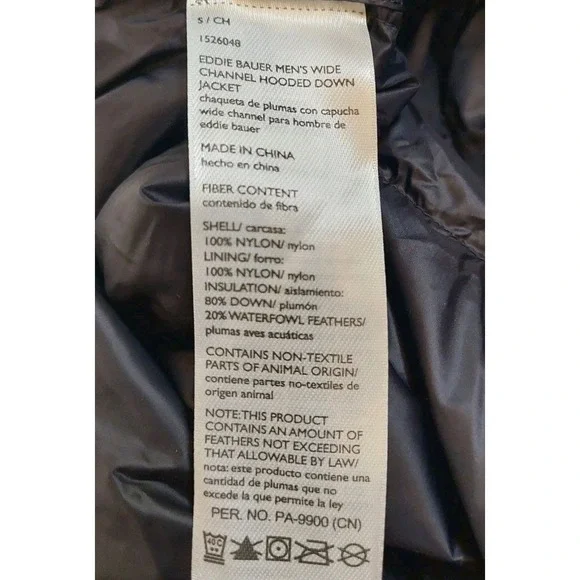 S / CH
1526048
EDDIE BAUER MEN'S WIDE
CHANNEL HOODED DOWN
JACKET
chaqueta de plumas con capucha
wide channel para hombre de
eddie bauer
MADE IN CHINA
hecho en china
FIBER CONTENT
contenido de fibra
SHELL/ carcasa:
100% NYLON/ nylon
LINING/ forro:
100% NYLON/ nylon
INSULATION/ aislamiento:
80% DOWN/ plumón
20% WATERFOWL FEATHERS/
plumas aves acuáticas
CONTAINS NON-TEXTILE
PARTS OF ANIMAL ORIGIN/
contiene partes no-textiles de
origen animal
NOTE: THIS PRODUCT
CONTAINS AN AMOUNT OF
FEATHERS NOT EXCEEDING
THAT ALLOWABLE BY LAW/
nota: este producto contiene una
cantidad de plumas que no
excede la que permite la ley
PER. NO. PA-9900 (CN)
40C